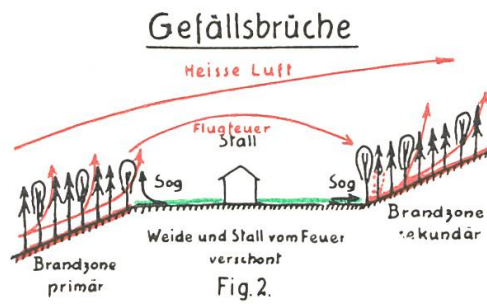 Gefällsbrüche
Heisse Luft
Flugfeuer
Stall
Sog
Sog
Weide und Stall vom Feuer
verschont
Brandzone
primär
Brandzone
sekundär
Fig.2.